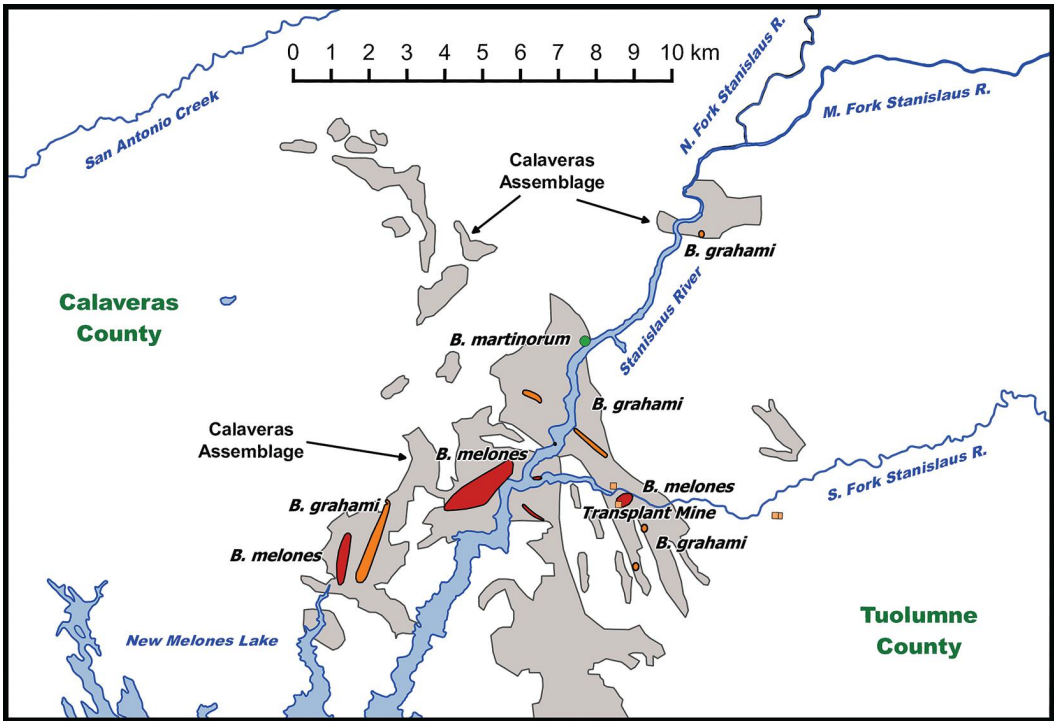 0 1 2 3 4 5 6 7 8 9 10 km
N. Fork Stanislaus R.
M. Fork Stanislaus R.
San Antonio Creek
Calaveras
Assemblage
B. grahami
Calaveras
County
Stanislaus River
B. martinorum
B. grahami
Calaveras
Assemblage
B. melones
S. Fork Stanislaus R.
B. melones
B. grahami
Transplant Mine
B. grahami
B. melones
Tuolumne
County
New Melones Lake